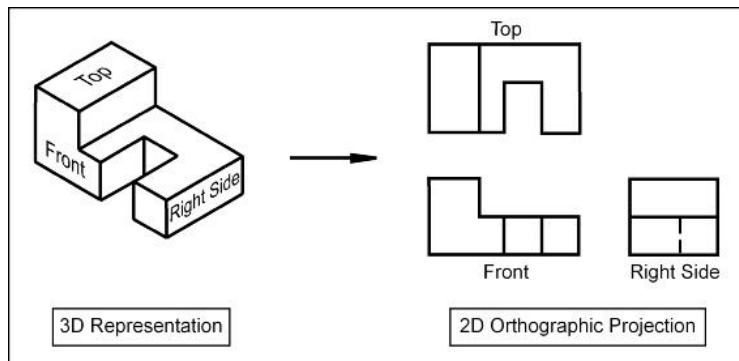 Top
Front
Right Side
3D Representation
Top
Front
Right Side
2D Orthographic Projection